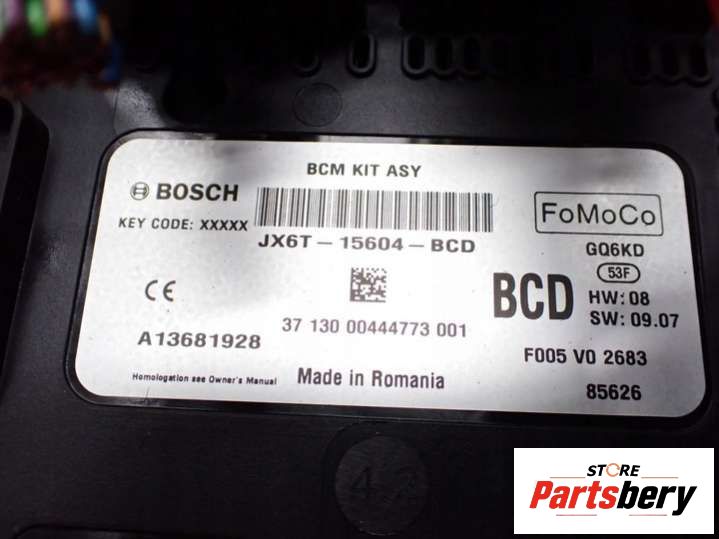 BCM KIT ASY
BOSCH
FoMoCo
KEY CODE: XXXXX
JX6T-15604-BCD
GQ6KD
53F
BCD
HW: 08
SW: 09.07
CE
37 130 00444773 001
A13681928
F005 V0 2683
Homologation see Owner's Manual
Made in Romania
85626
STORE
Partsbery